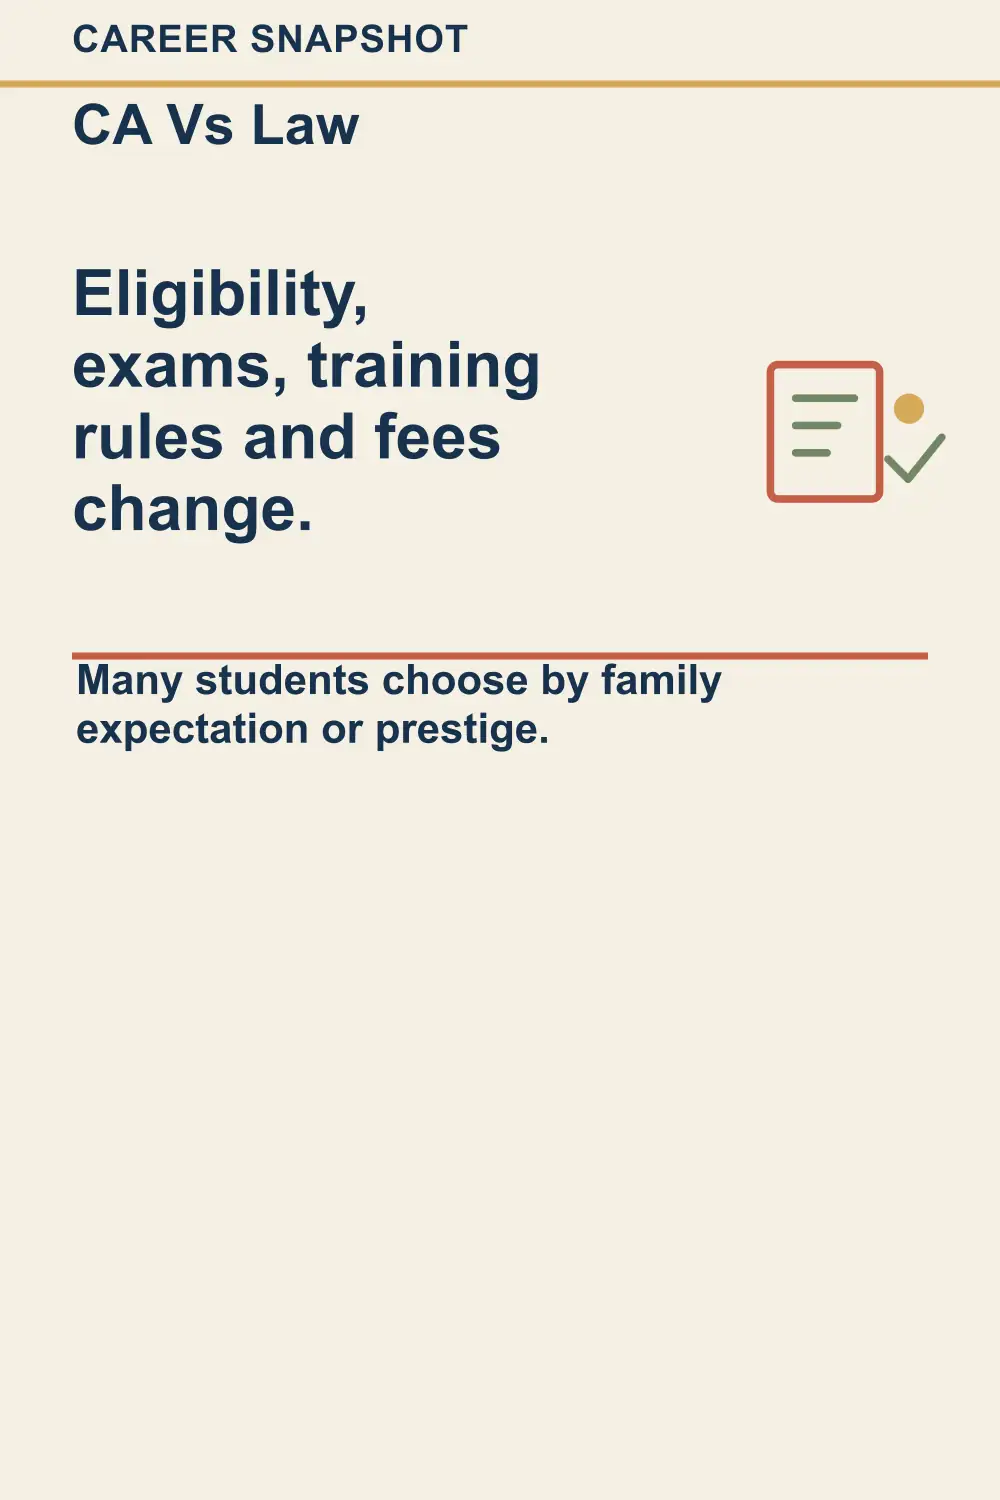 CAREER SNAPSHOT
CA Vs Law
Eligibility,
exams, training
rules and fees
change.
Many students choose by family
expectation or prestige.